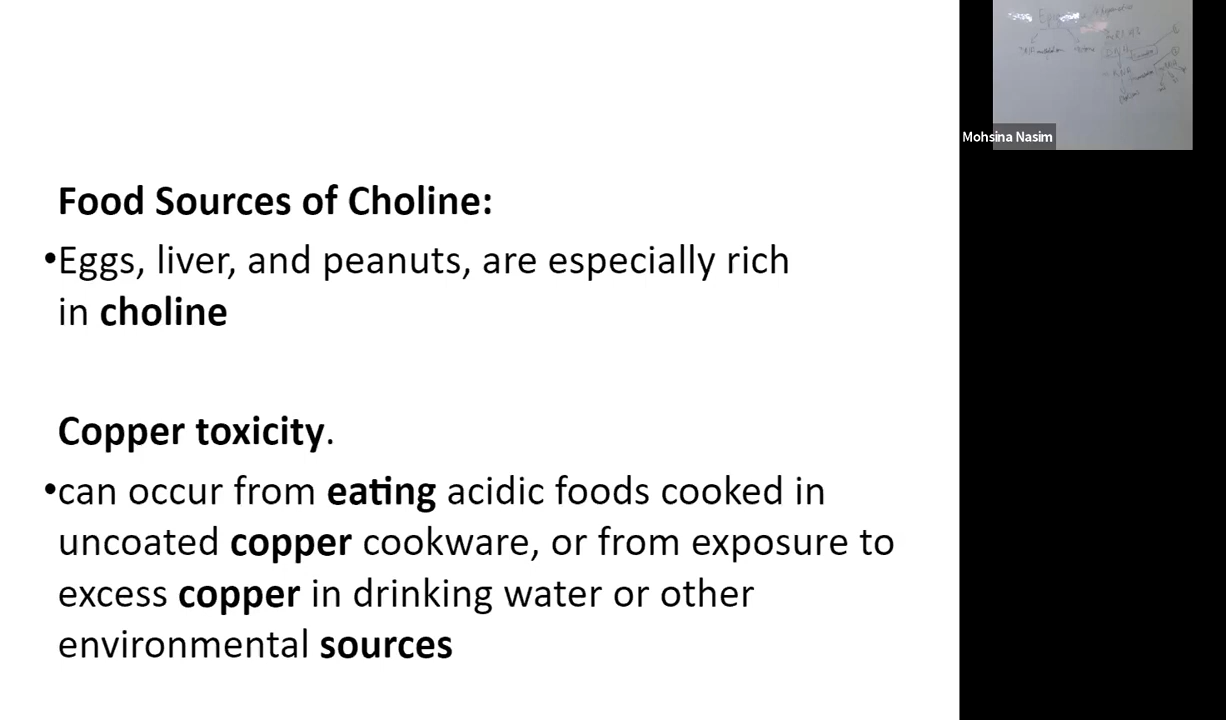 Food Sources of Choline:
•Eggs, liver, and peanuts, are especially rich
in choline
Copper toxicity.
•can occur from eating acidic foods cooked in
uncoated copper cookware, or from exposure to
excess copper in drinking water or other
environmental sources
Mohsina Nasim